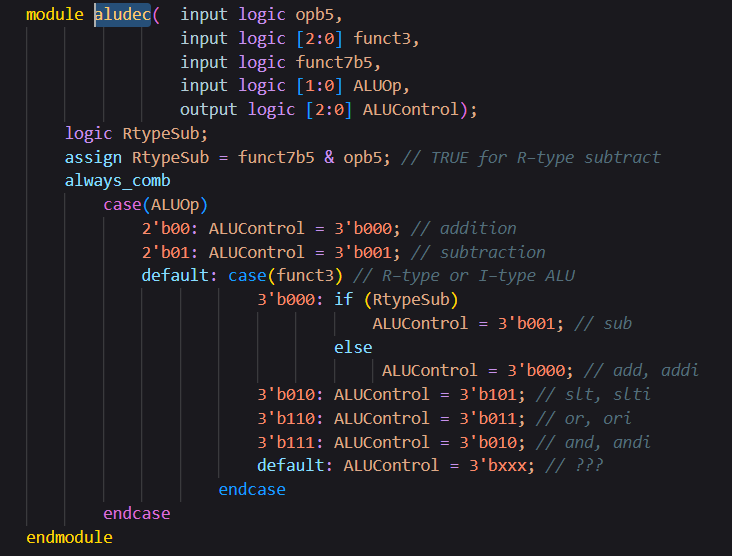 module aludec(  input logic opb5,
                input logic [2:0] funct3,
                input logic funct7b5,
                input logic [1:0] ALUOp,
                output logic [2:0] ALUControl);
    logic RtypeSub;
    assign RtypeSub = funct7b5 & opb5; // TRUE for R-type subtract
    always_comb
        case(ALUOp)
            2'b00: ALUControl = 3'b000; // addition
            2'b01: ALUControl = 3'b001; // subtraction
            default: case(funct3) // R-type or I-type ALU
                        3'b000: if (RtypeSub)
                                    ALUControl = 3'b001; // sub
                                else
                                     ALUControl = 3'b000; // add, addi
                        3'b010: ALUControl = 3'b101; // slt, slti
                        3'b110: ALUControl = 3'b011; // or, ori
                        3'b111: ALUControl = 3'b010; // and, andi
                        default: ALUControl = 3'bxxx; // ???
                    endcase
        endcase
endmodule